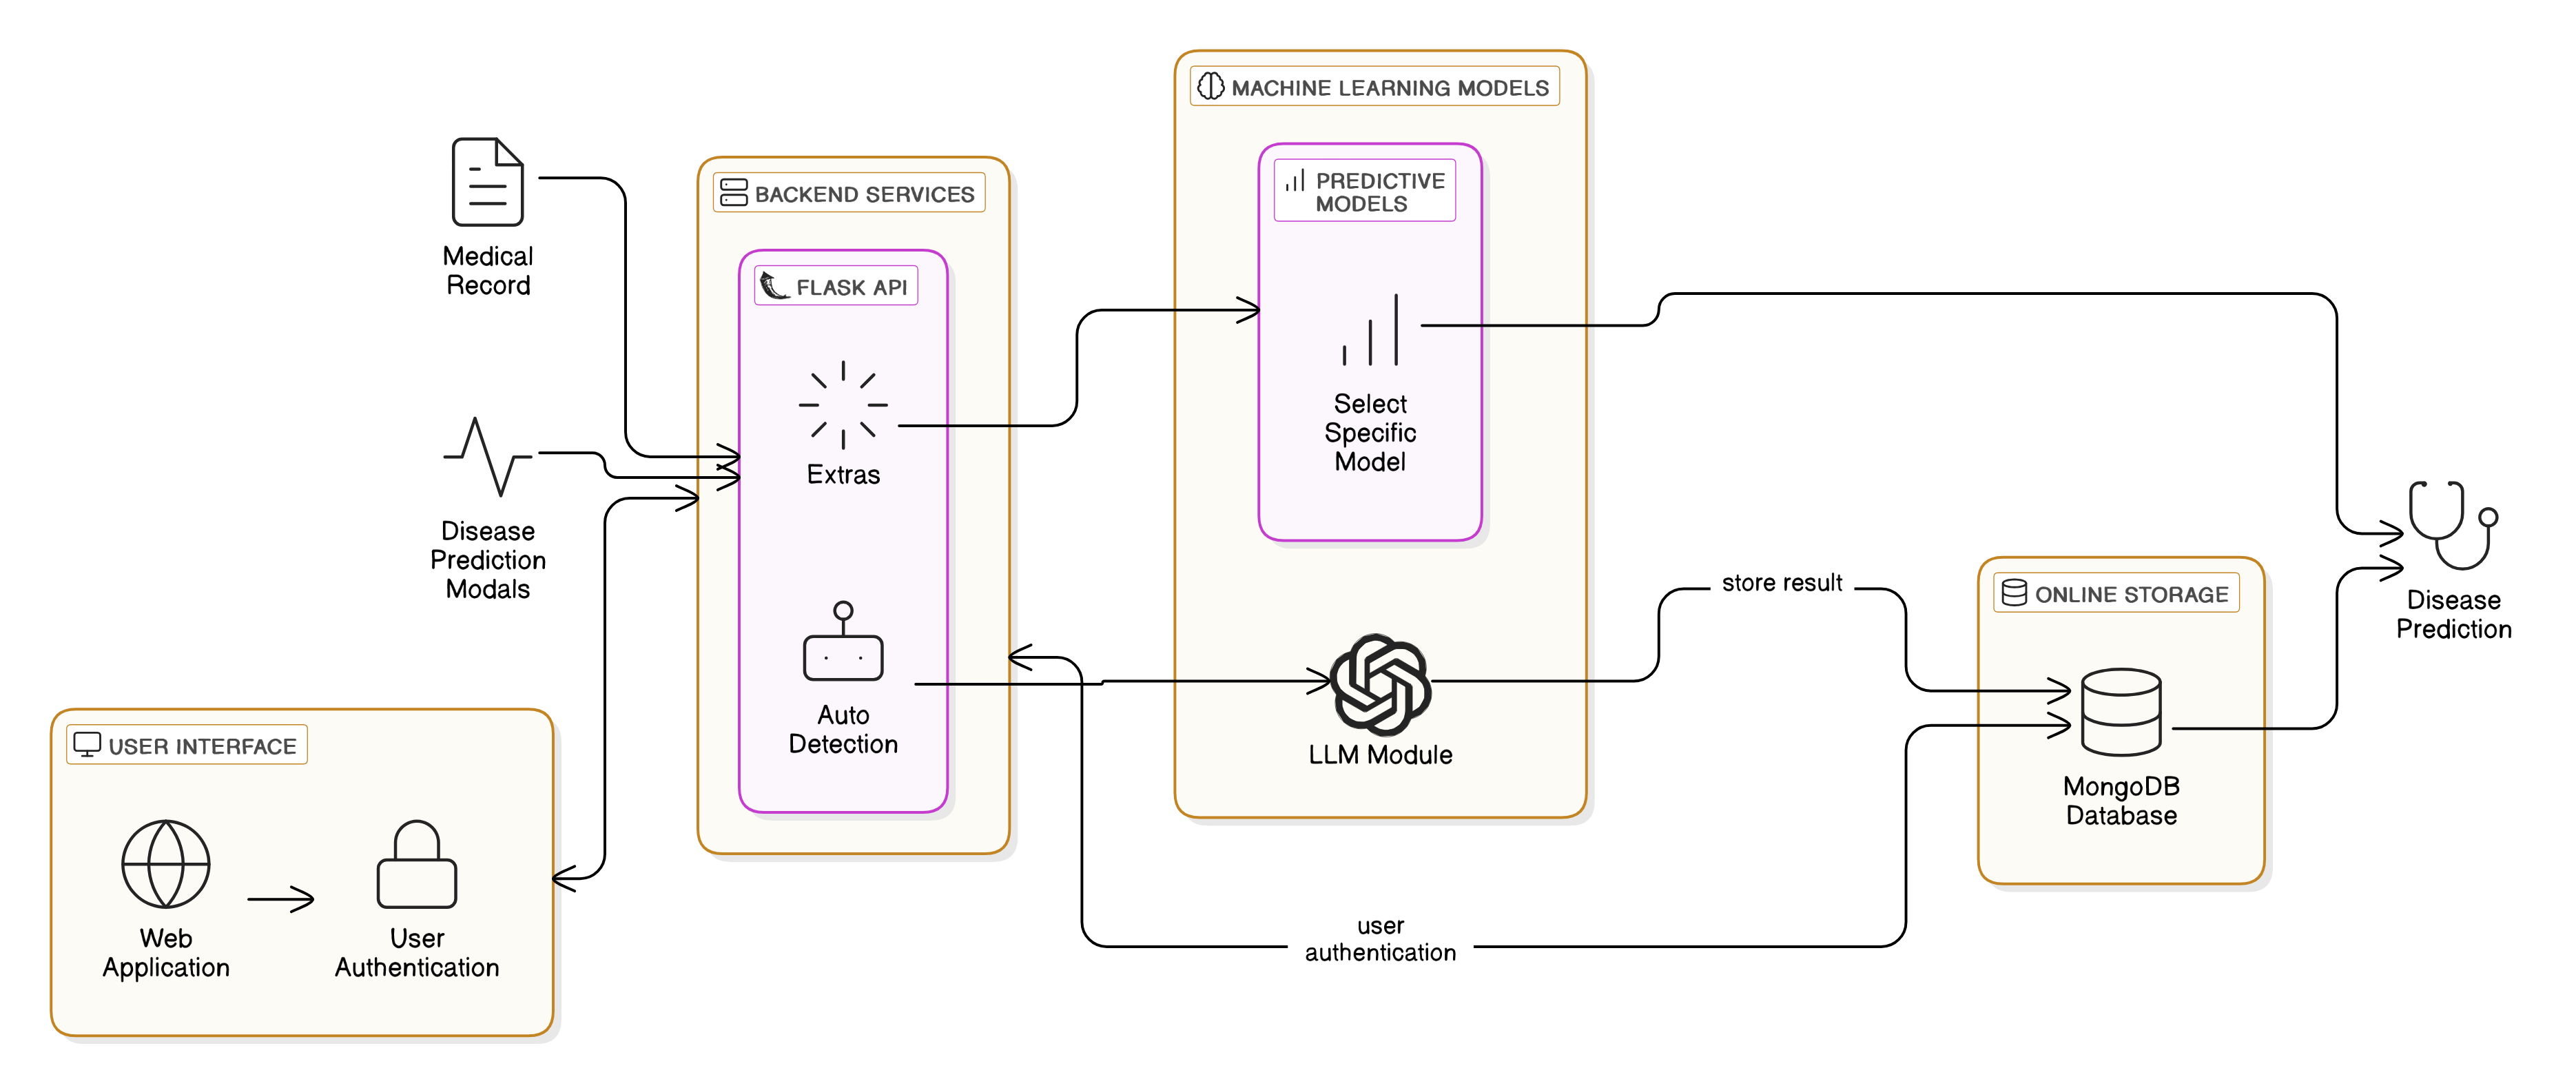 MACHINE LEARNING MODELS
PREDICTIVE
MODELS
BACKEND SERVICES
Medical
Record
FLASK API
Extras
Select
Specific
Model
Disease
Prediction
Modals
store result
ONLINE STORAGE
Disease
Prediction
Auto
Detection
LLM Module
USER INTERFACE
MongoDB
Database
Web
Application
User
Authentication
user
authentication